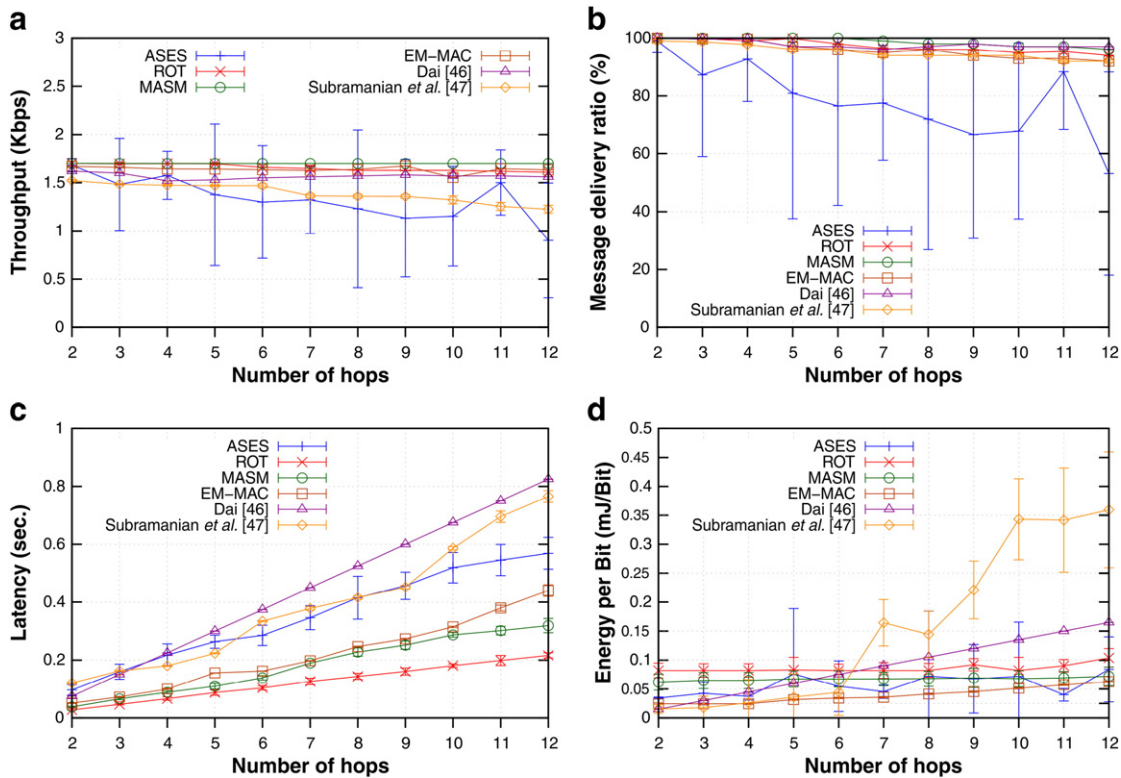 a
3
2.5
2
1.5
1
0.5
0
Throughput (Kbps)
ASES
ROT
MASM
EM-MAC
Dai [46]
Subramanian et al. [47]
2 3 4 5 6 7 8 9 10 11 12
Number of hops
b
100
80
60
40
20
0
Message delivery ratio (%)
ASES
ROT
MASM
EM-MAC
Dai [46]
Subramanian et al. [47]
2 3 4 5 6 7 8 9 10 11 12
Number of hops
c
1
0.8
0.6
0.4
0.2
0
Latency (sec.)
ASES
ROT
MASM
EM-MAC
Dai [46]
Subramanian et al. [47]
2 3 4 5 6 7 8 9 10 11 12
Number of hops
d
0.5
0.45
0.4
0.35
0.3
0.25
0.2
0.15
0.1
0.05
0
Energy per Bit (mJ/Bit)
ASES
ROT
MASM
EM-MAC
Dai [46]
Subramanian et al. [47]
2 3 4 5 6 7 8 9 10 11 12
Number of hops